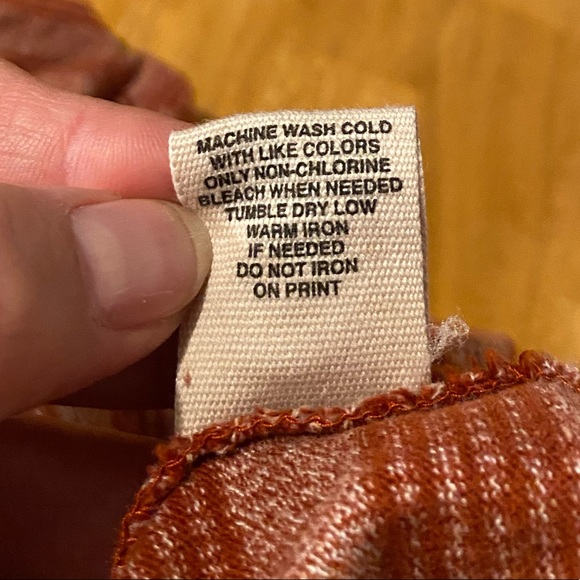 MACHINE WASH COLD
WITH LIKE COLORS
ONLY NON-CHLORINE
BLEACH WHEN NEEDED
TUMBLE DRY LOW
WARM IRON
IF NEEDED
DO NOT IRON
ON PRINT